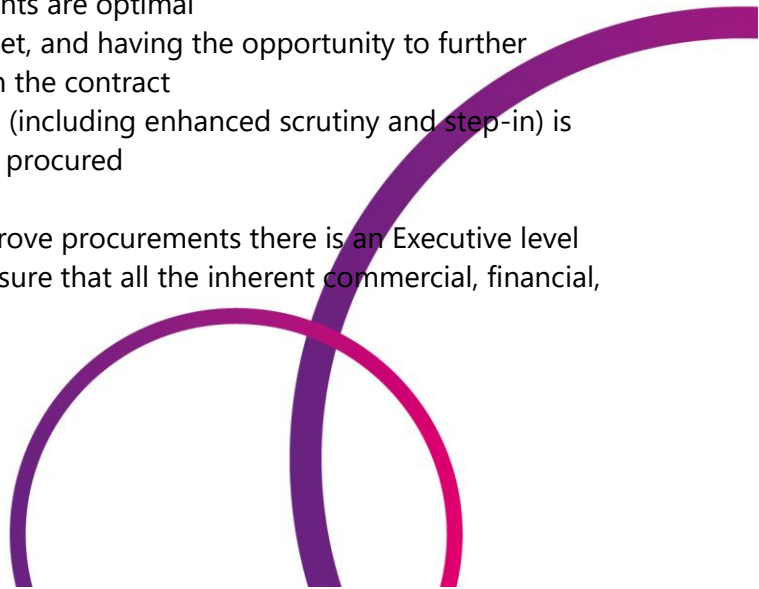 nts are optimal
et, and having the opportunity to further
n the contract
(including enhanced scrutiny and step-in) is
procured
rove procurements there is an Executive level
sure that all the inherent commercial, financial,